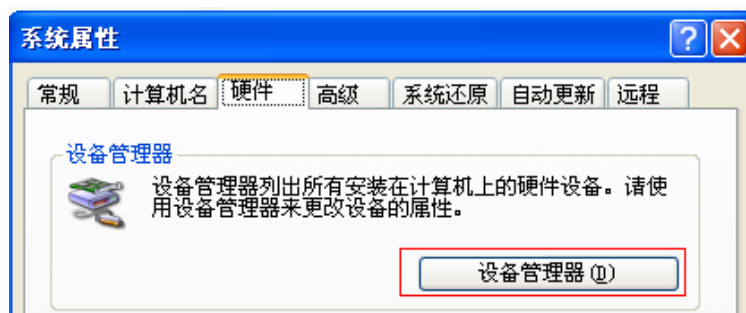 系统属性
常规 计算机名 硬件 高级 系统还原 自动更新 远程
设备管理器
设备管理器列出所有安装在计算机上的硬件设备。请使
用设备管理器来更改设备的属性。
设备管理器(D)